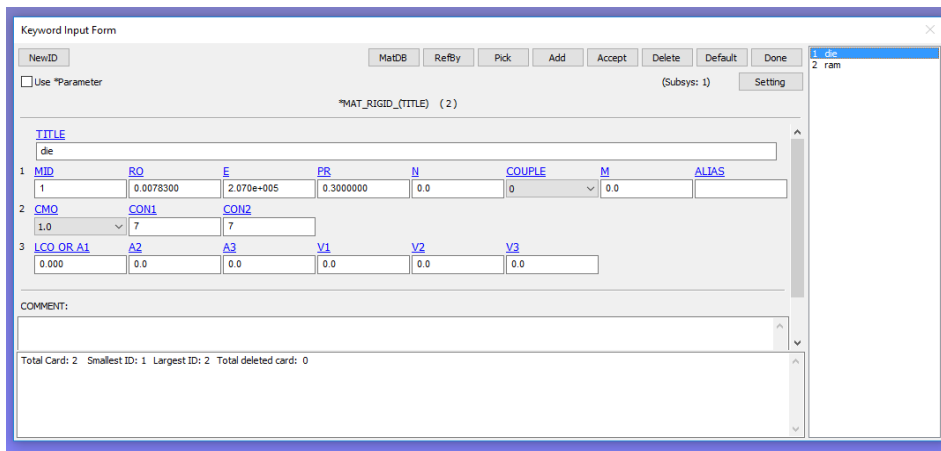 Keyword Input Form
NewID MatDB RefBy Pick Add Accept Delete Default Done
Use *Parameter (Subsys: 1) Setting
*MAT_RIGID_(TITLE) (2)
TITLE
die
1 MID RO E PR N COUPLE M ALIAS
1 0.0078300 2.070e+005 0.3000000 0.0 0 0.0
2 CMO CON1 CON2
1.0 7 7
3 LCO OR A1 A2 A3 V1 V2 V3
0.000 0.0 0.0 0.0 0.0 0.0
COMMENT:
Total Card: 2 Smallest ID: 1 Largest ID: 2 Total deleted card: 0
1 die
2 ram